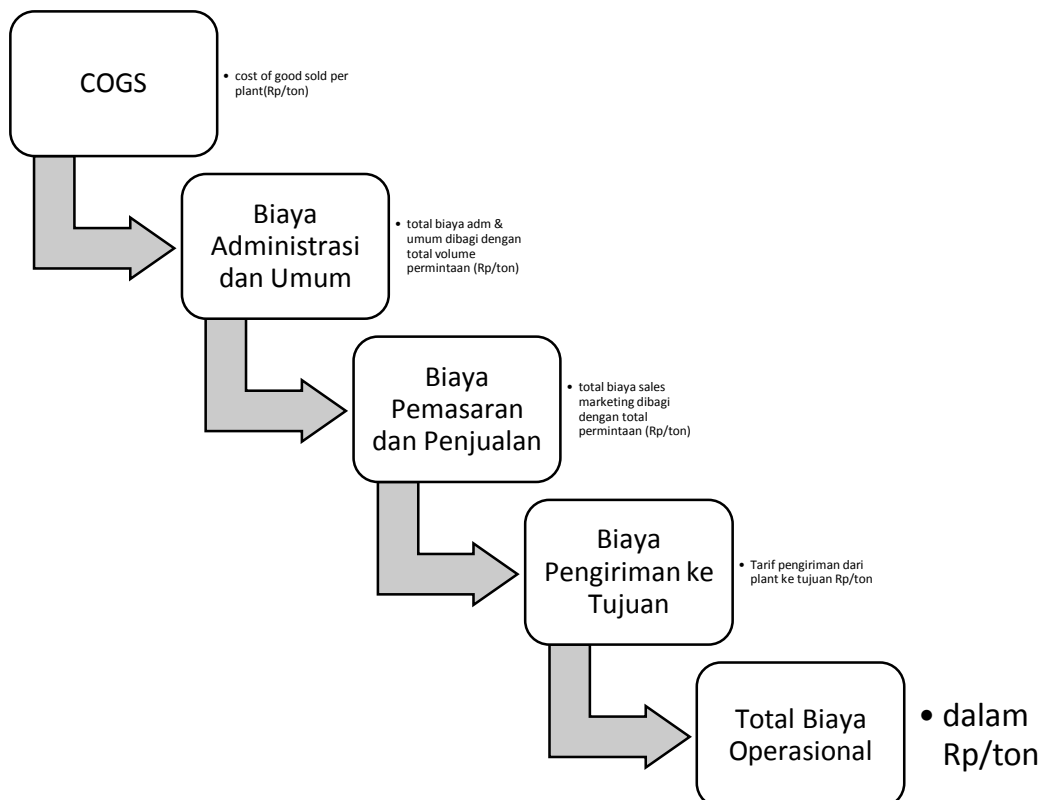 COGS
• cost of good sold per
plant(Rp/ton)
Biaya
Administrasi
dan Umum
• total biaya adm &
umum dibagi dengan
total volume
permintaan (Rp/ton)
Biaya
Pemasaran
dan Penjualan
• total biaya sales
marketing dibagi
dengan total
permintaan (Rp/ton)
Biaya
Pengiriman ke
Tujuan
• Tarif pengiriman dari
plant ke tujuan Rp/ton
Total Biaya
Operasional
• dalam
Rp/ton